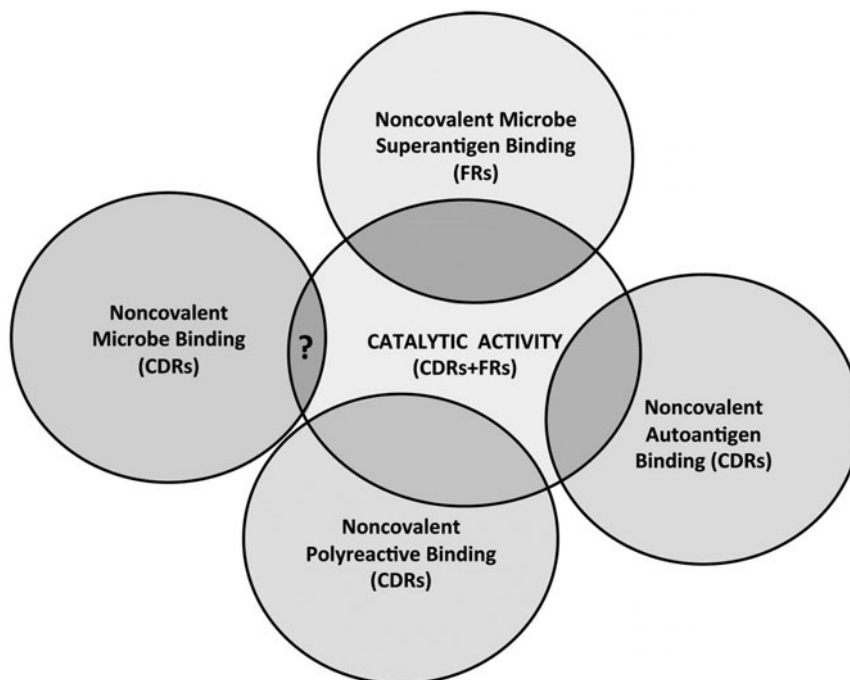 Noncovalent Microbe
Superantigen Binding
(FRs)
Noncovalent
Microbe Binding
(CDRs)
?
CATALYTIC ACTIVITY
(CDRs+FRs)
Noncovalent
Autoantigen
Binding (CDRs)
Noncovalent
Polyreactive Binding
(CDRs)